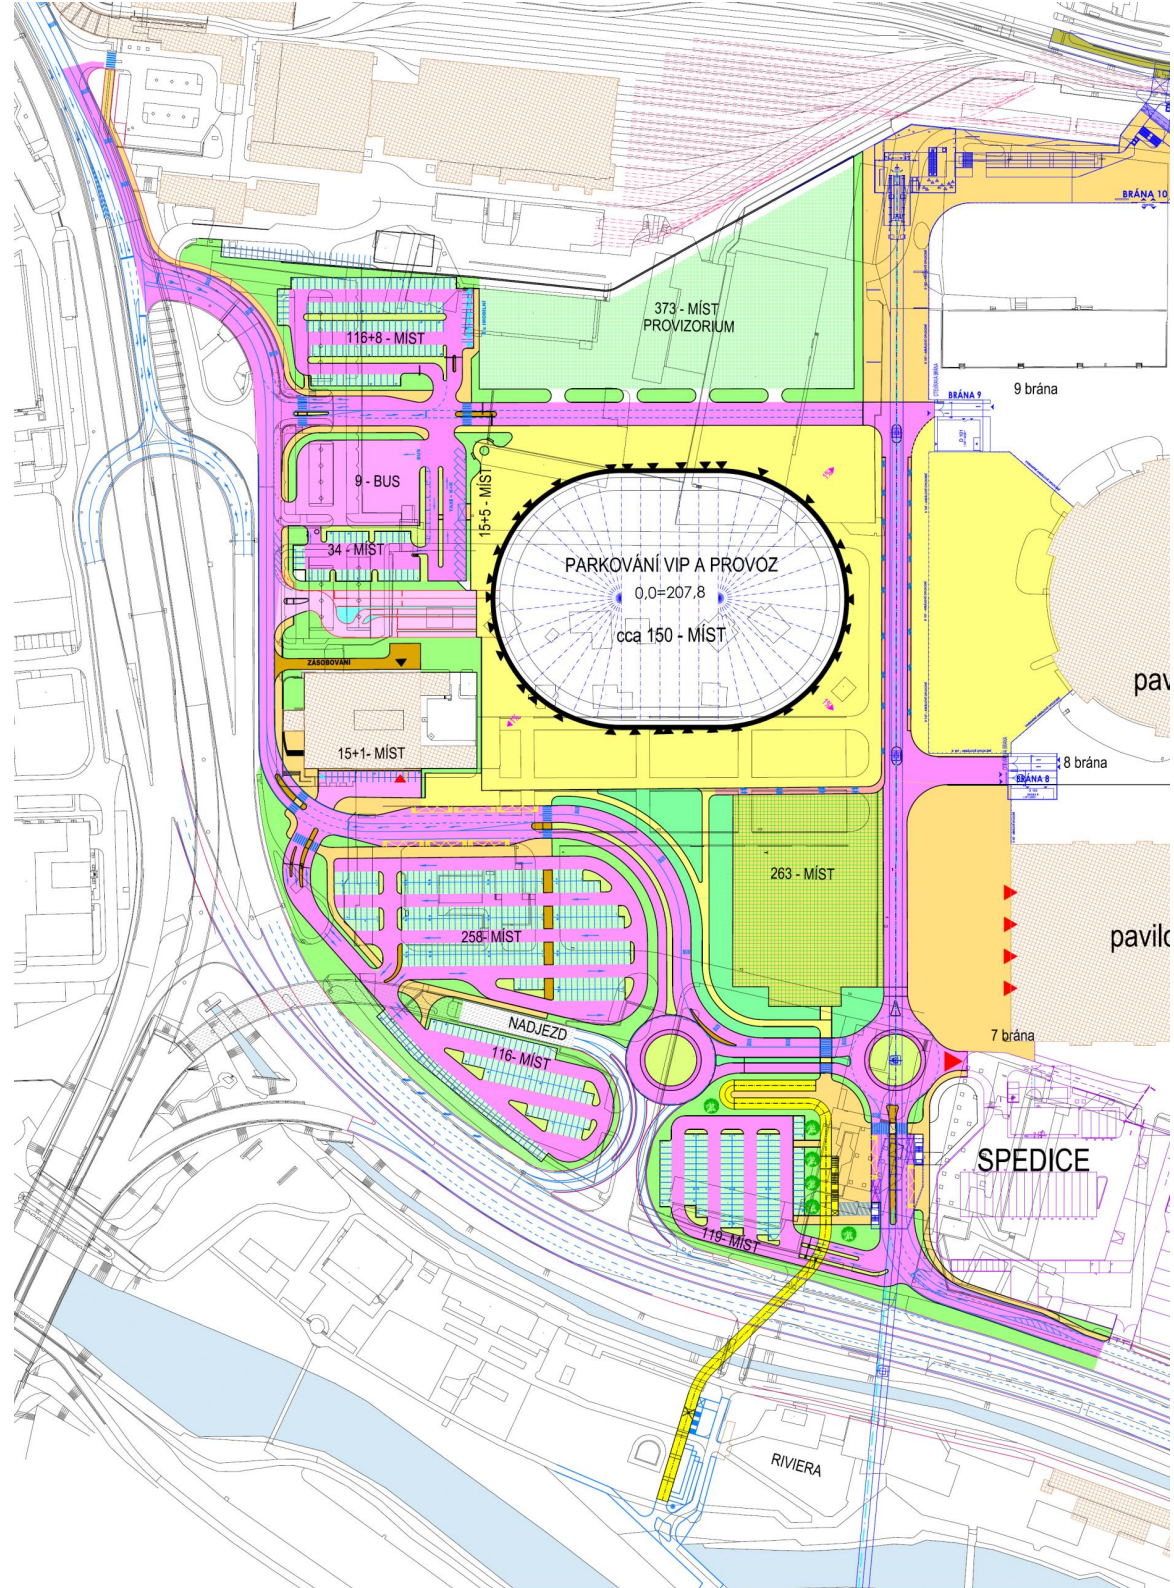 BRÁNA 10
373 - MÍST
PROVIZORIUM
116+8 - MÍST
9 brána
BRÁNA 9
9 - BUS
15+5 - MÍST
34 - MÍST
PARKOVÁNÍ VIP A PROVOZ
0,0=207,8
cca 150 - MÍST
ZÁSOBOVÁNÍ
pav
15+1- MÍST
8 brána
BRÁNA 8
263 - MÍST
258- MÍST
pavilo
NADJEZD
116- MÍST
7 brána
SPEDICE
119- MÍST
RIVIERA